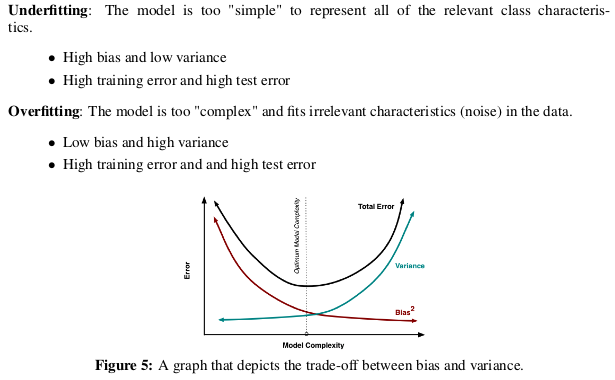 Underfitting: The model is too "simple" to represent all of the relevant class characteris-
tics.
• High bias and low variance
• High training error and high test error
Overfitting: The model is too "complex" and fits irrelevant characteristics (noise) in the data.
• Low bias and high variance
• High training error and and high test error
Total Error
Optimum Model Complexity
Variance
Error
Bias²
Model Complexity
Figure 5: A graph that depicts the trade-off between bias and variance.